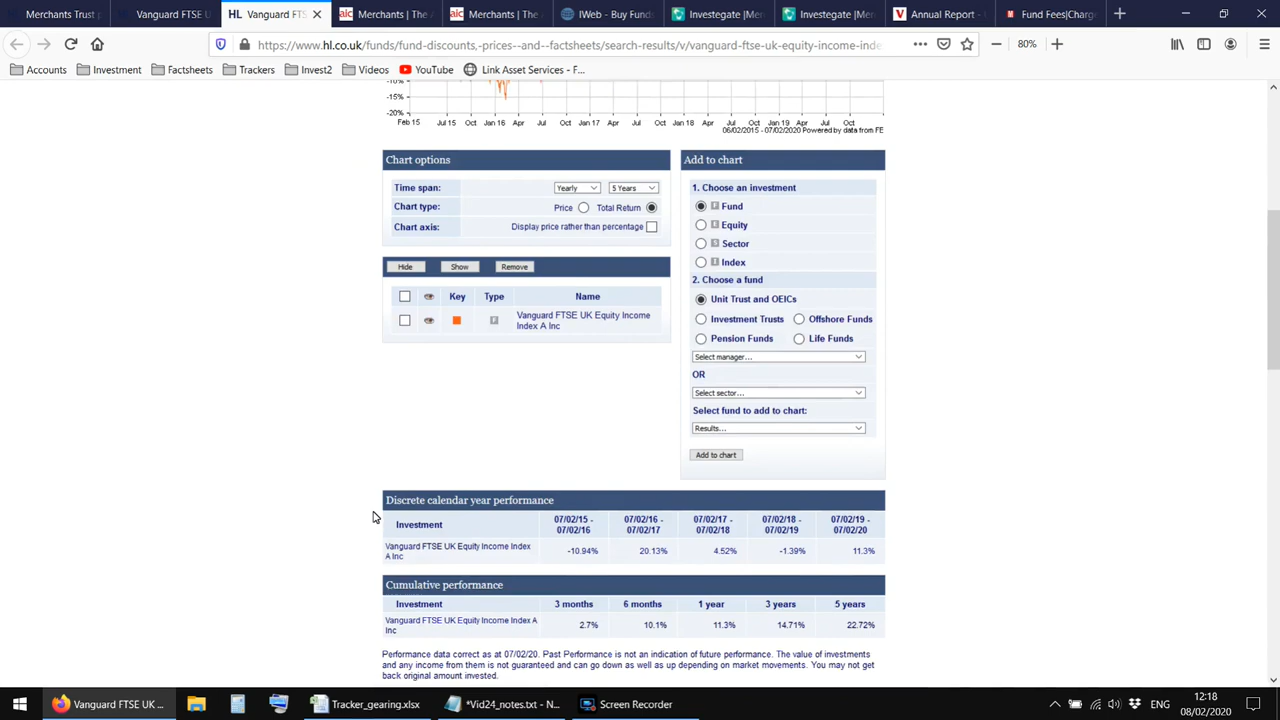 Merchants Trust p
Vanguard FTSE U
HL Vanguard FTS
aic Merchants | The A
aic Merchants | The A
IWeb - Buy Funds
Investegate |Mer
Investegate |Mer
V Annual Report -
M Fund Fees|Charge
https://www.hl.co.uk/funds/fund-discounts,-prices--and--factsheets/search-results/v/vanguard-ftse-uk-equity-income-inde
80%
Accounts Investment Factsheets Trackers Invest2 Videos YouTube Link Asset Services - F...
-10%
-15%
-20%
Feb 15 Jul 15 Oct Jan 16 Apr Jul Oct Jan 17 Apr Jul Oct Jan 18 Apr Jul Oct Jan 19 Apr Jul Oct
06/02/2015 - 07/02/2020 Powered by data from FE
Chart options
Time span: Yearly 5 Years
Chart type: Price Total Return
Chart axis: Display price rather than percentage
Hide Show Remove
Key Type Name
F Vanguard FTSE UK Equity Income
Index A Inc
Add to chart
1. Choose an investment
F Fund
E Equity
S Sector
I Index
2. Choose a fund
Unit Trust and OEICs
Investment Trusts Offshore Funds
Pension Funds Life Funds
Select manager...
OR
Select sector...
Select fund to add to chart:
Results...
Add to chart
Discrete calendar year performance
Investment 07/02/15 - 07/02/16 07/02/16 - 07/02/17 07/02/17 - 07/02/18 07/02/18 - 07/02/19 07/02/19 - 07/02/20
Vanguard FTSE UK Equity Income Index
A Inc -10.94% 20.13% 4.52% -1.39% 11.3%
Cumulative performance
Investment 3 months 6 months 1 year 3 years 5 years
Vanguard FTSE UK Equity Income Index A
Inc 2.7% 10.1% 11.3% 14.71% 22.72%
Performance data correct as at 07/02/20. Past Performance is not an indication of future performance. The value of investments
and any income from them is not guaranteed and can go down as well as up depending on market movements. You may not get
back original amount invested.
Vanguard FTSE UK ...
Tracker_gearing.xlsx
*Vid24_notes.txt - N...
Screen Recorder
12:18
08/02/2020